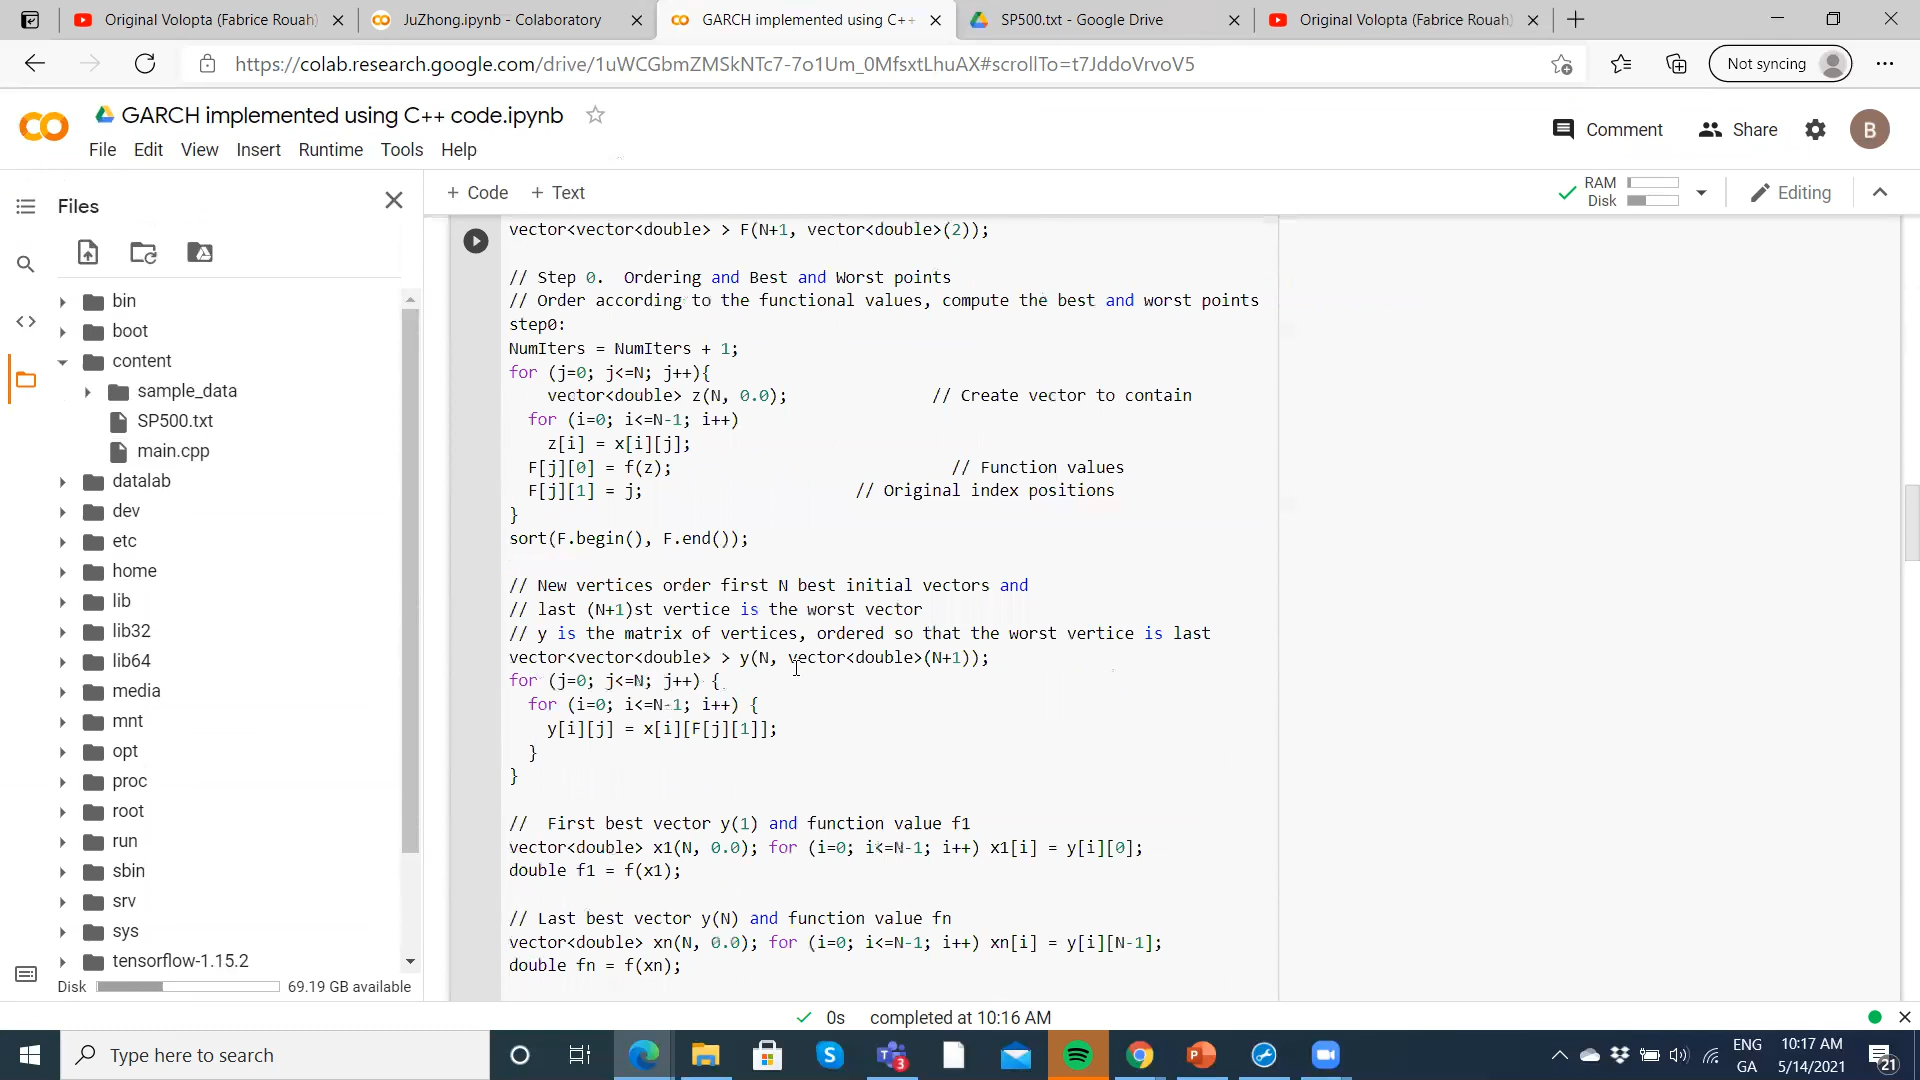 Original Volopta (Fabrice Rouah)
JuZhong.ipynb - Colaboratory
GARCH implemented using C++
SP500.txt - Google Drive
Original Volopta (Fabrice Rouah)
https://colab.research.google.com/drive/1uWCGbmZMSkNTc7-7o1Um_0MfsxtLhuAX#scrollTo=t7JddoVrvoV5
Not syncing
GARCH implemented using C++ code.ipynb
Comment
Share
B
File Edit View Insert Runtime Tools Help
Files
+ Code + Text
RAM
Disk
Editing
bin
boot
content
sample_data
SP500.txt
main.cpp
datalab
dev
etc
home
lib
lib32
lib64
media
mnt
opt
proc
root
run
sbin
srv
sys
tensorflow-1.15.2
Disk 69.19 GB available
vector<vector<double> > F(N+1, vector<double>(2));
// Step 0.  Ordering and Best and Worst points
// Order according to the functional values, compute the best and worst points
step0:
NumIters = NumIters + 1;
for (j=0; j<=N; j++){
vector<double> z(N, 0.0); // Create vector to contain
for (i=0; i<=N-1; i++)
z[i] = x[i][j];
F[j][0] = f(z); // Function values
F[j][1] = j; // Original index positions
}
sort(F.begin(), F.end());
// New vertices order first N best initial vectors and
// last (N+1)st vertice is the worst vector
// y is the matrix of vertices, ordered so that the worst vertice is last
vector<vector<double> > y(N, vector<double>(N+1));
for (j=0; j<=N; j++) {
for (i=0; i<=N-1; i++) {
y[i][j] = x[i][F[j][1]];
}
}
//  First best vector y(1) and function value f1
vector<double> x1(N, 0.0); for (i=0; i<=N-1; i++) x1[i] = y[i][0];
double f1 = f(x1);
// Last best vector y(N) and function value fn
vector<double> xn(N, 0.0); for (i=0; i<=N-1; i++) xn[i] = y[i][N-1];
double fn = f(xn);
0s completed at 10:16 AM
Type here to search
3
ENG
GA
10:17 AM
5/14/2021
21